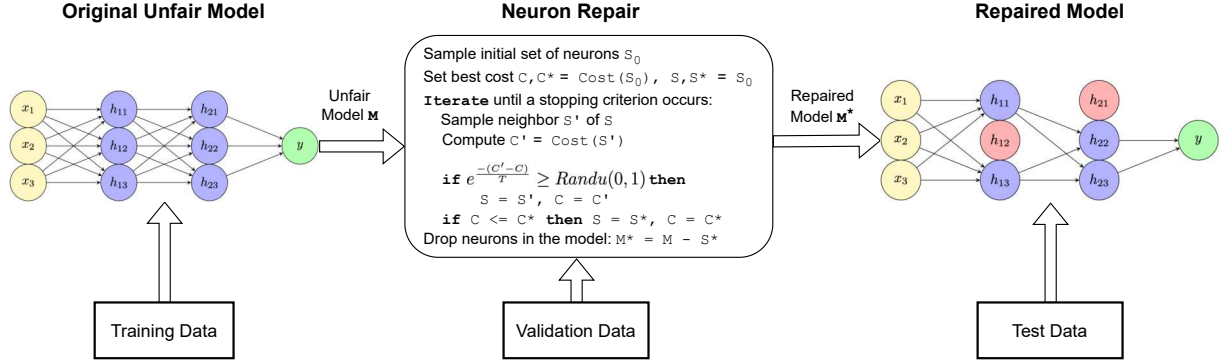 Original Unfair Model
Neuron Repair
Repaired Model
x₁
x₂
x₃
h₁₁
h₁₂
h₁₃
h₂₁
h₂₂
h₂₃
y
Unfair
Model M
Sample initial set of neurons S₀
Set best cost C,C* = Cost(S₀), S,S* = S₀
Iterate until a stopping criterion occurs:
Sample neighbor S' of S
Compute C' = Cost(S')
if e^{-(C'-C)/T} ≥ Randu(0, 1) then
S = S', C = C'
if C <= C* then S = S*, C = C*
Drop neurons in the model: M* = M - S*
Repaired
Model M*
x₁
x₂
x₃
h₁₁
h₁₂
h₁₃
h₂₁
h₂₂
h₂₃
y
Training Data
Validation Data
Test Data